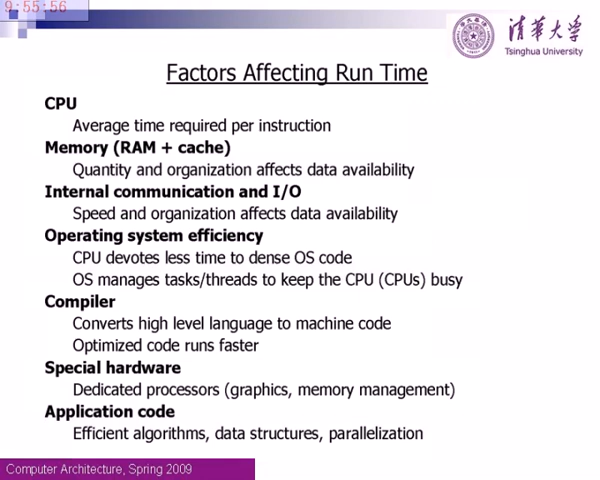 9:55:56
清华大学
Tsinghua University
Factors Affecting Run Time
CPU
Average time required per instruction
Memory (RAM + cache)
Quantity and organization affects data availability
Internal communication and I/O
Speed and organization affects data availability
Operating system efficiency
CPU devotes less time to dense OS code
OS manages tasks/threads to keep the CPU (CPUs) busy
Compiler
Converts high level language to machine code
Optimized code runs faster
Special hardware
Dedicated processors (graphics, memory management)
Application code
Efficient algorithms, data structures, parallelization
Computer Architecture, Spring 2009